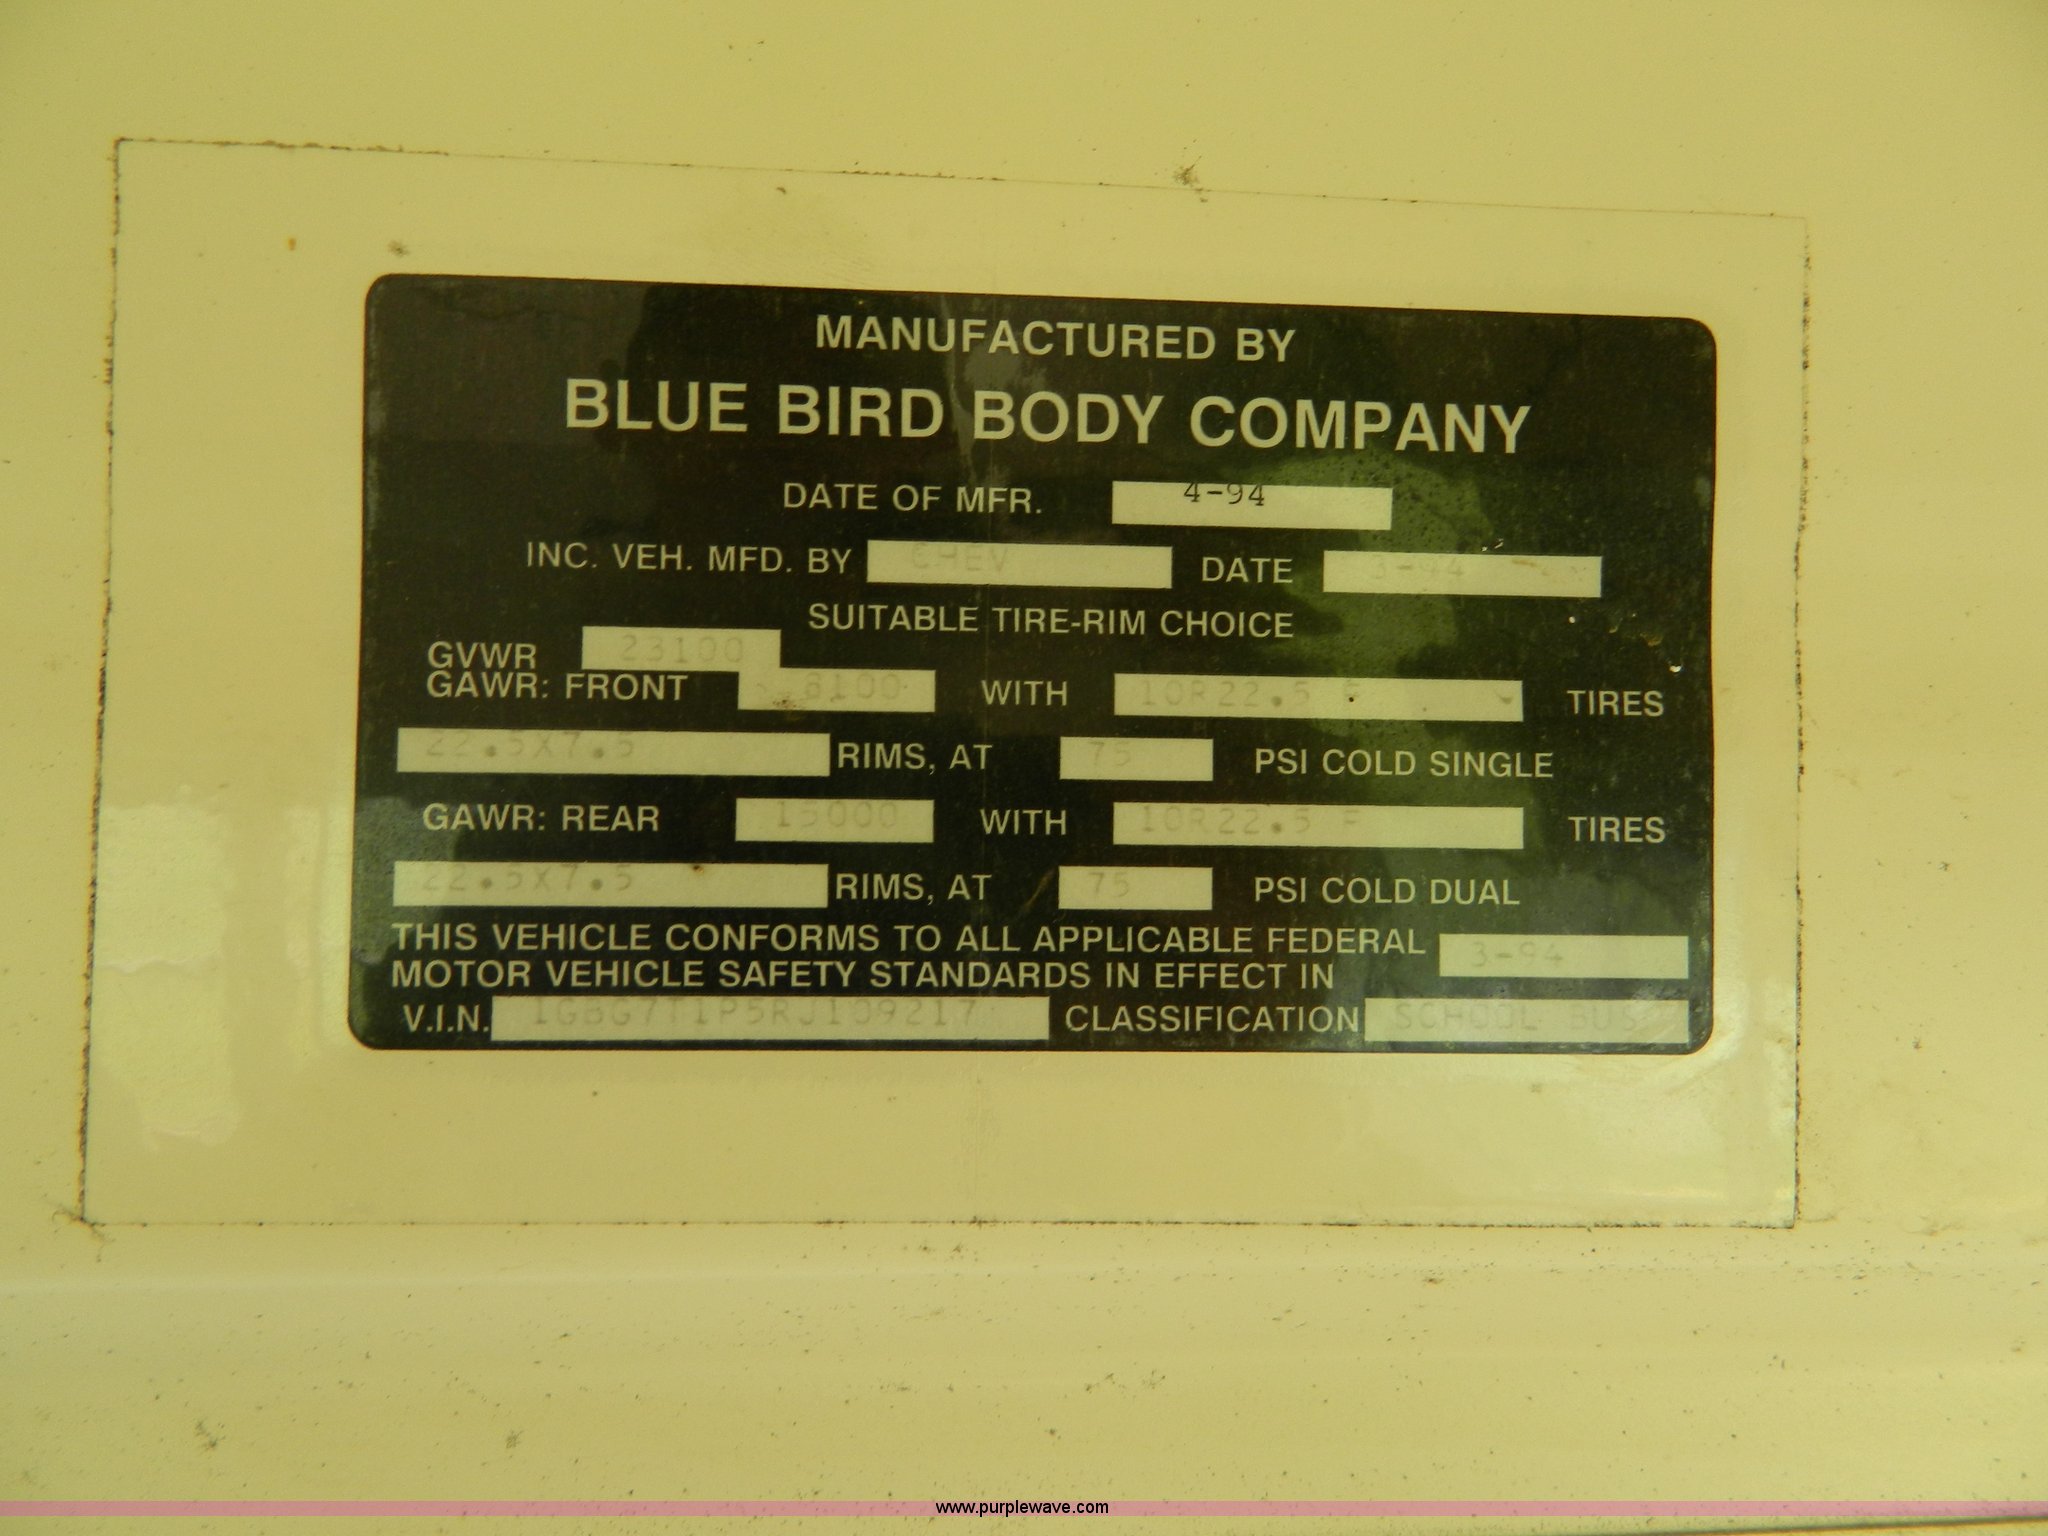 MANUFACTURED BY
BLUE BIRD BODY COMPANY
DATE OF MFR. 4-94
INC. VEH. MFD. BY CHEV DATE 3-94
SUITABLE TIRE-RIM CHOICE
GVWR 23100
GAWR: FRONT 8100 WITH 10R22.5 F TIRES
22.5X7.5 RIMS, AT 75 PSI COLD SINGLE
GAWR: REAR 15000 WITH 10R22.5 F TIRES
22.5X7.5 RIMS, AT 75 PSI COLD DUAL
THIS VEHICLE CONFORMS TO ALL APPLICABLE FEDERAL
MOTOR VEHICLE SAFETY STANDARDS IN EFFECT IN 3-94
V.I.N. 1GBG7T1P5RJ109217 CLASSIFICATION SCHOOL BUS
www.purplewave.com